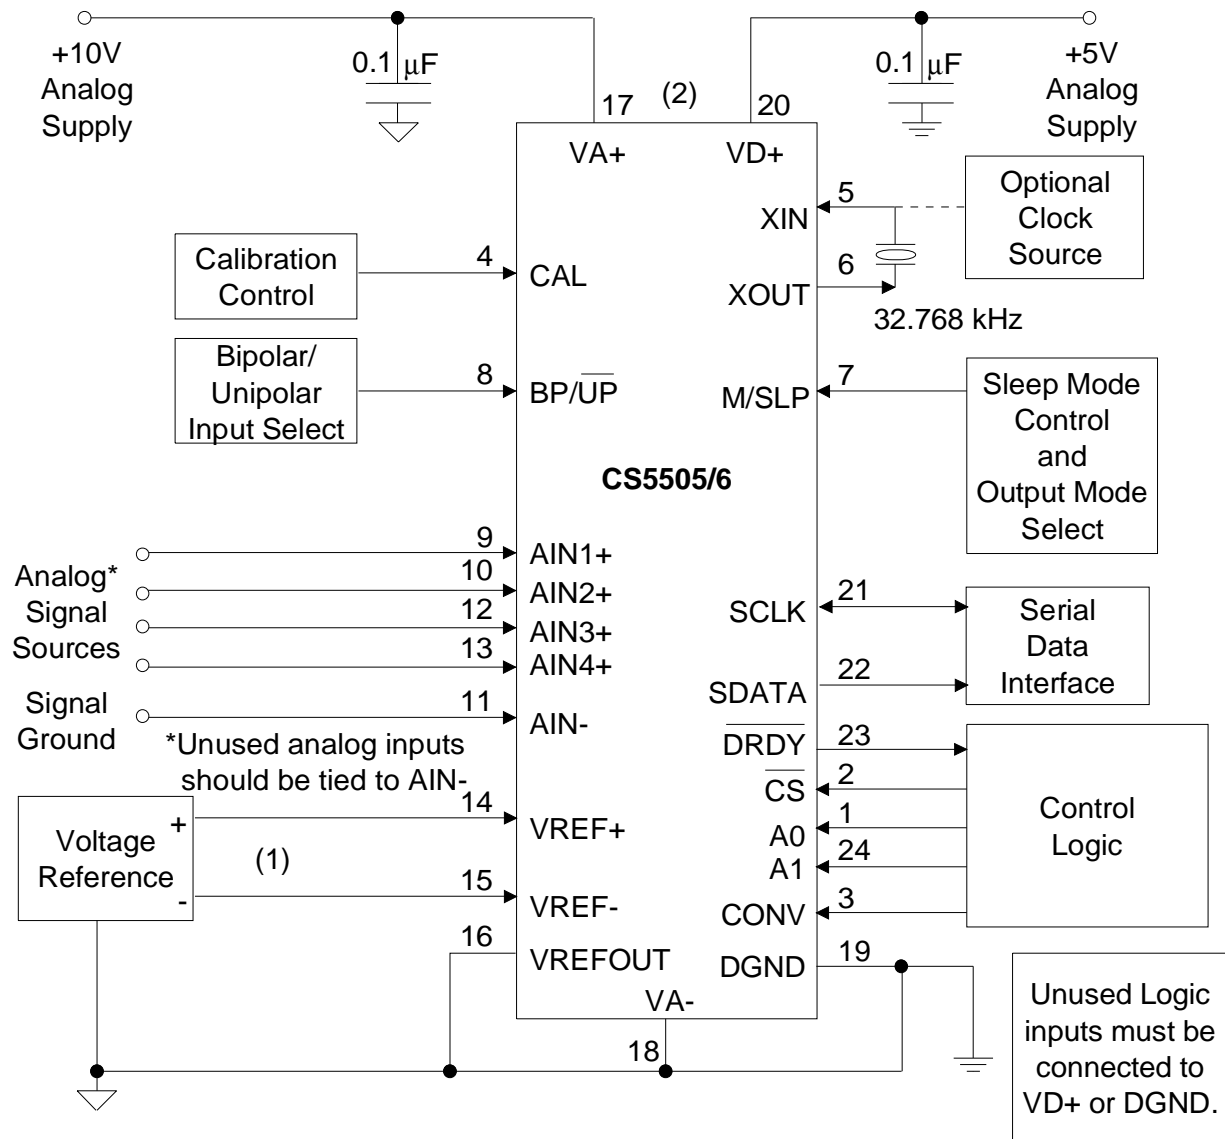 +10V
Analog
Supply
0.1 μF
17
(2)
20
0.1 μF
+5V
Analog
Supply
VA+
VD+
Calibration
Control
4
CAL
Bipolar/
Unipolar
Input Select
8
BP/UP
CS5505/6
XIN
5
Optional
Clock
Source
XOUT
6
32.768 kHz
M/SLP
7
Sleep Mode
Control
and
Output Mode
Select
Analog*
Signal
Sources
9
AIN1+
10
AIN2+
12
AIN3+
13
AIN4+
Signal
Ground
11
AIN-
*Unused analog inputs
should be tied to AIN-
SCLK
21
SDATA
22
Serial
Data
Interface
DRDY
23
CS
2
A0
1
A1
24
CONV
3
Control
Logic
Voltage
Reference
+
-
(1)
14
VREF+
15
VREF-
16
VREFOUT
DGND
19
VA-
18
Unused Logic
inputs must be
connected to
VD+ or DGND.